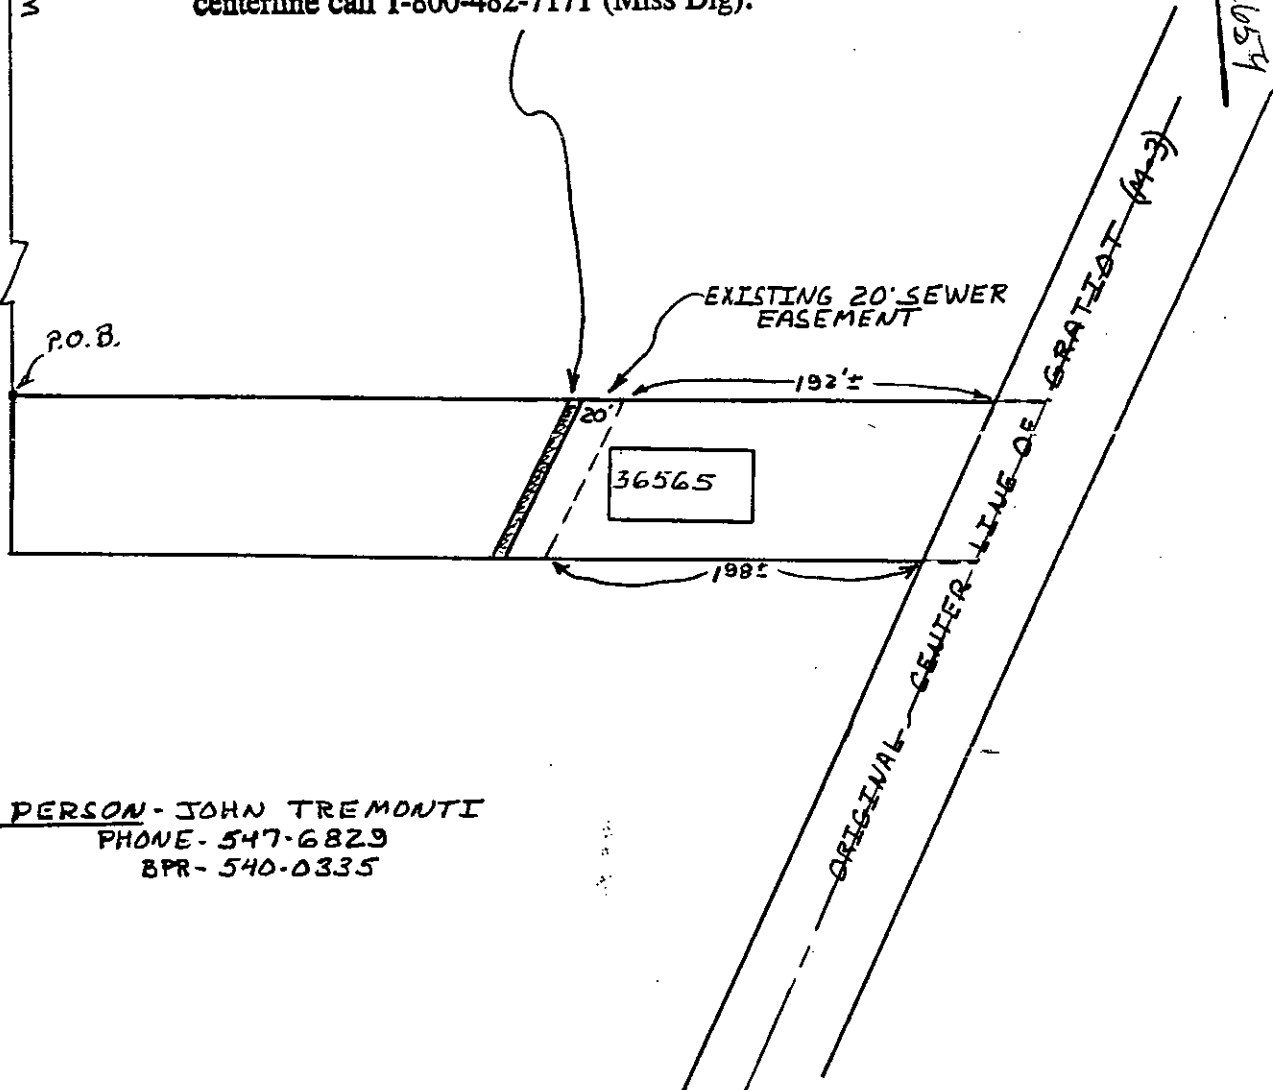 centerline call 1-800-482-7171 (Miss Dig).
EXISTING 20' SEWER
EASEMENT
P.O.B.
192'±
20'
36565
198±
ORIGINAL CENTER LINE OF GRATIOT (M-3)
PERSON - JOHN TREMONTI
PHONE - 547-6829
BPR - 540-0335